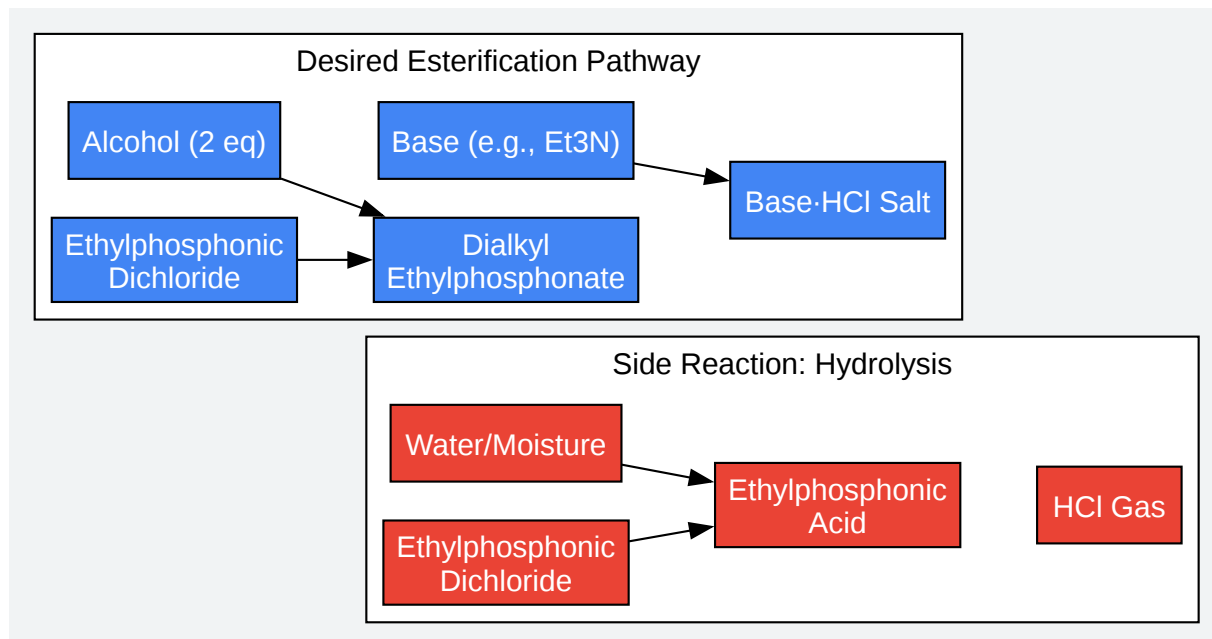 Desired Esterification Pathway
Alcohol (2 eq)
Base (e.g., Et3N)
Base·HCl Salt
Ethylphosphonic
Dichloride
Dialkyl
Ethylphosphonate
Side Reaction: Hydrolysis
Water/Moisture
Ethylphosphonic
Acid
HCl Gas
Ethylphosphonic
Dichloride